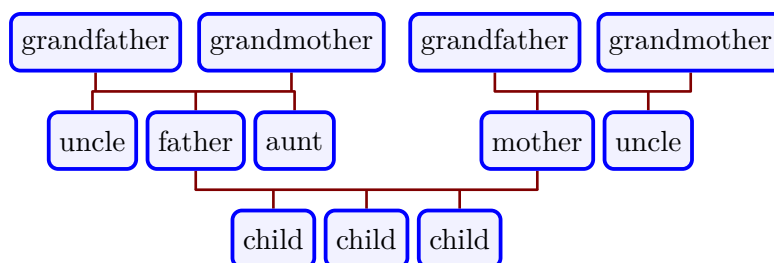 grandfather grandmother grandfather grandmother
uncle father aunt mother uncle
child child child